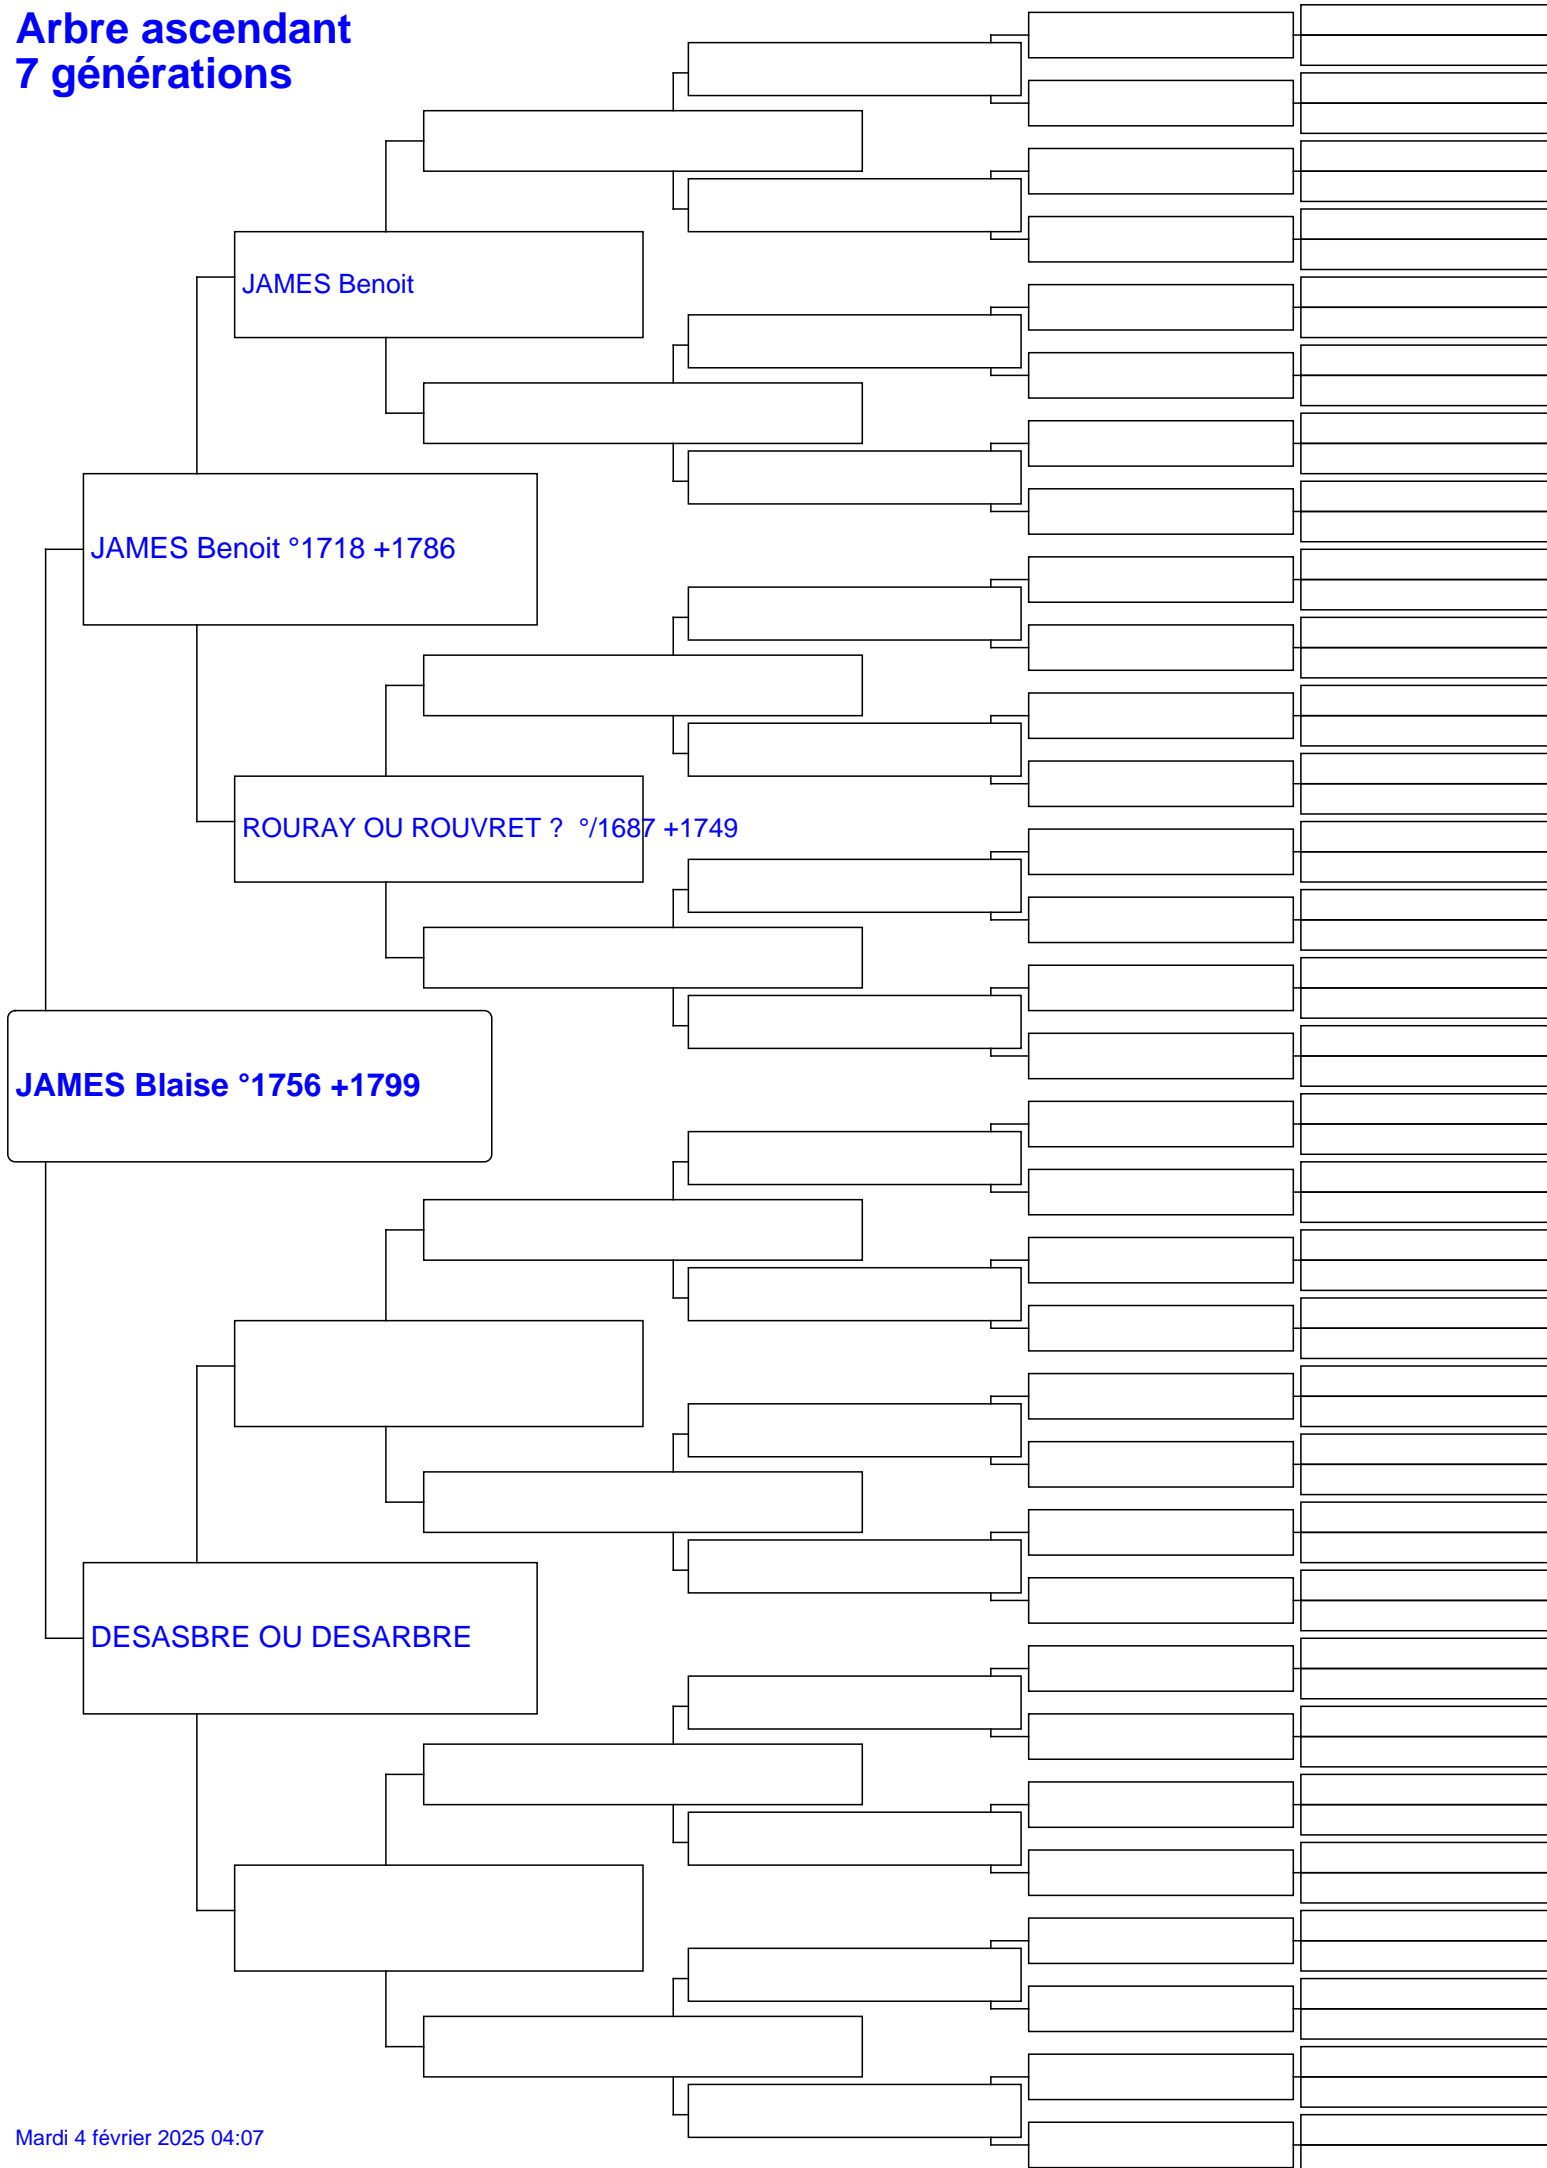 Arbre ascendant
7 générations
JAMES Benoit
JAMES Benoit °1718 +1786
ROURAY OU ROUVRET ?  °/1687 +1749
JAMES Blaise °1756 +1799
DESASBRE OU DESARBRE
Mardi 4 février 2025 04:07